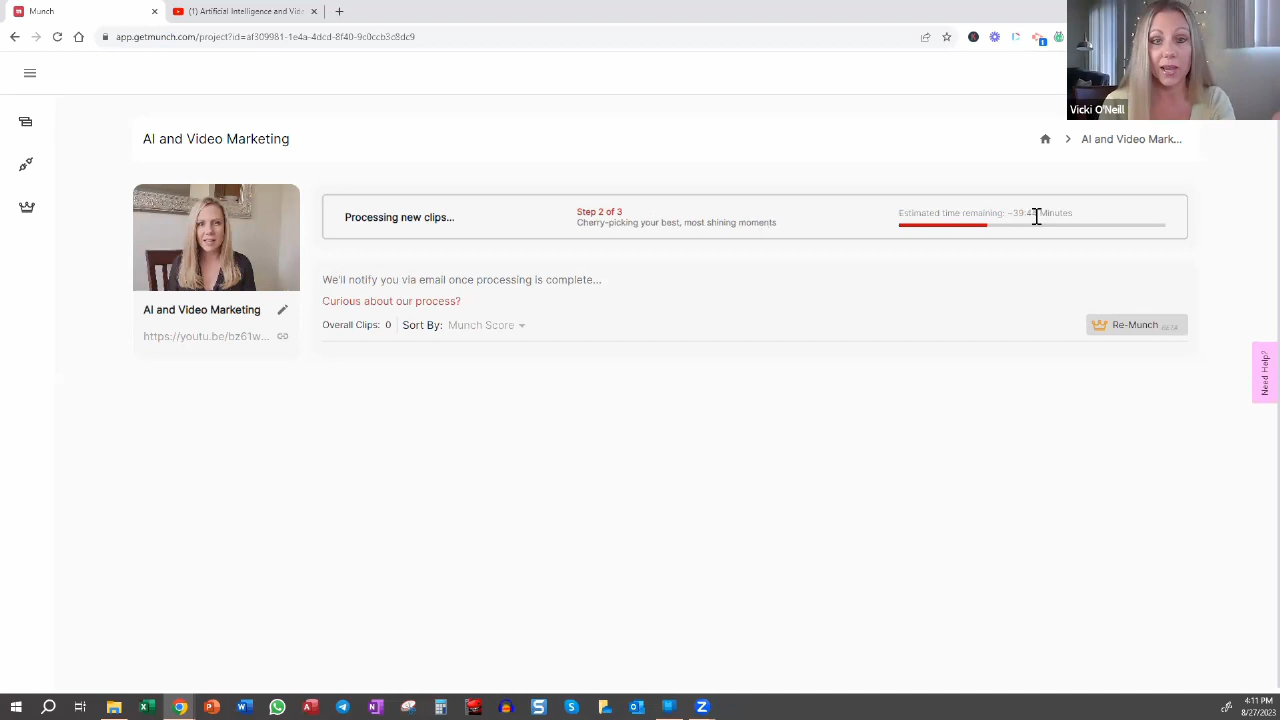 Munch
(1) Artificial Intelligence and Vide
app.getmunch.com/project?id=af309981-1e4a-4dcd-8f40-9c0ccb3c8dc9
Vicki O'Neill
AI and Video Marketing
AI and Video Mark...
Processing new clips...
Step 2 of 3
Cherry-picking your best, most shining moments
Estimated time remaining: ~39:44 Minutes
We'll notify you via email once processing is complete...
Curious about our process?
AI and Video Marketing
https://youtu.be/bz61w...
Overall Clips: 0
Sort By: Munch Score
Re-Munch BETA
Need Help?
4:11 PM
8/27/2023